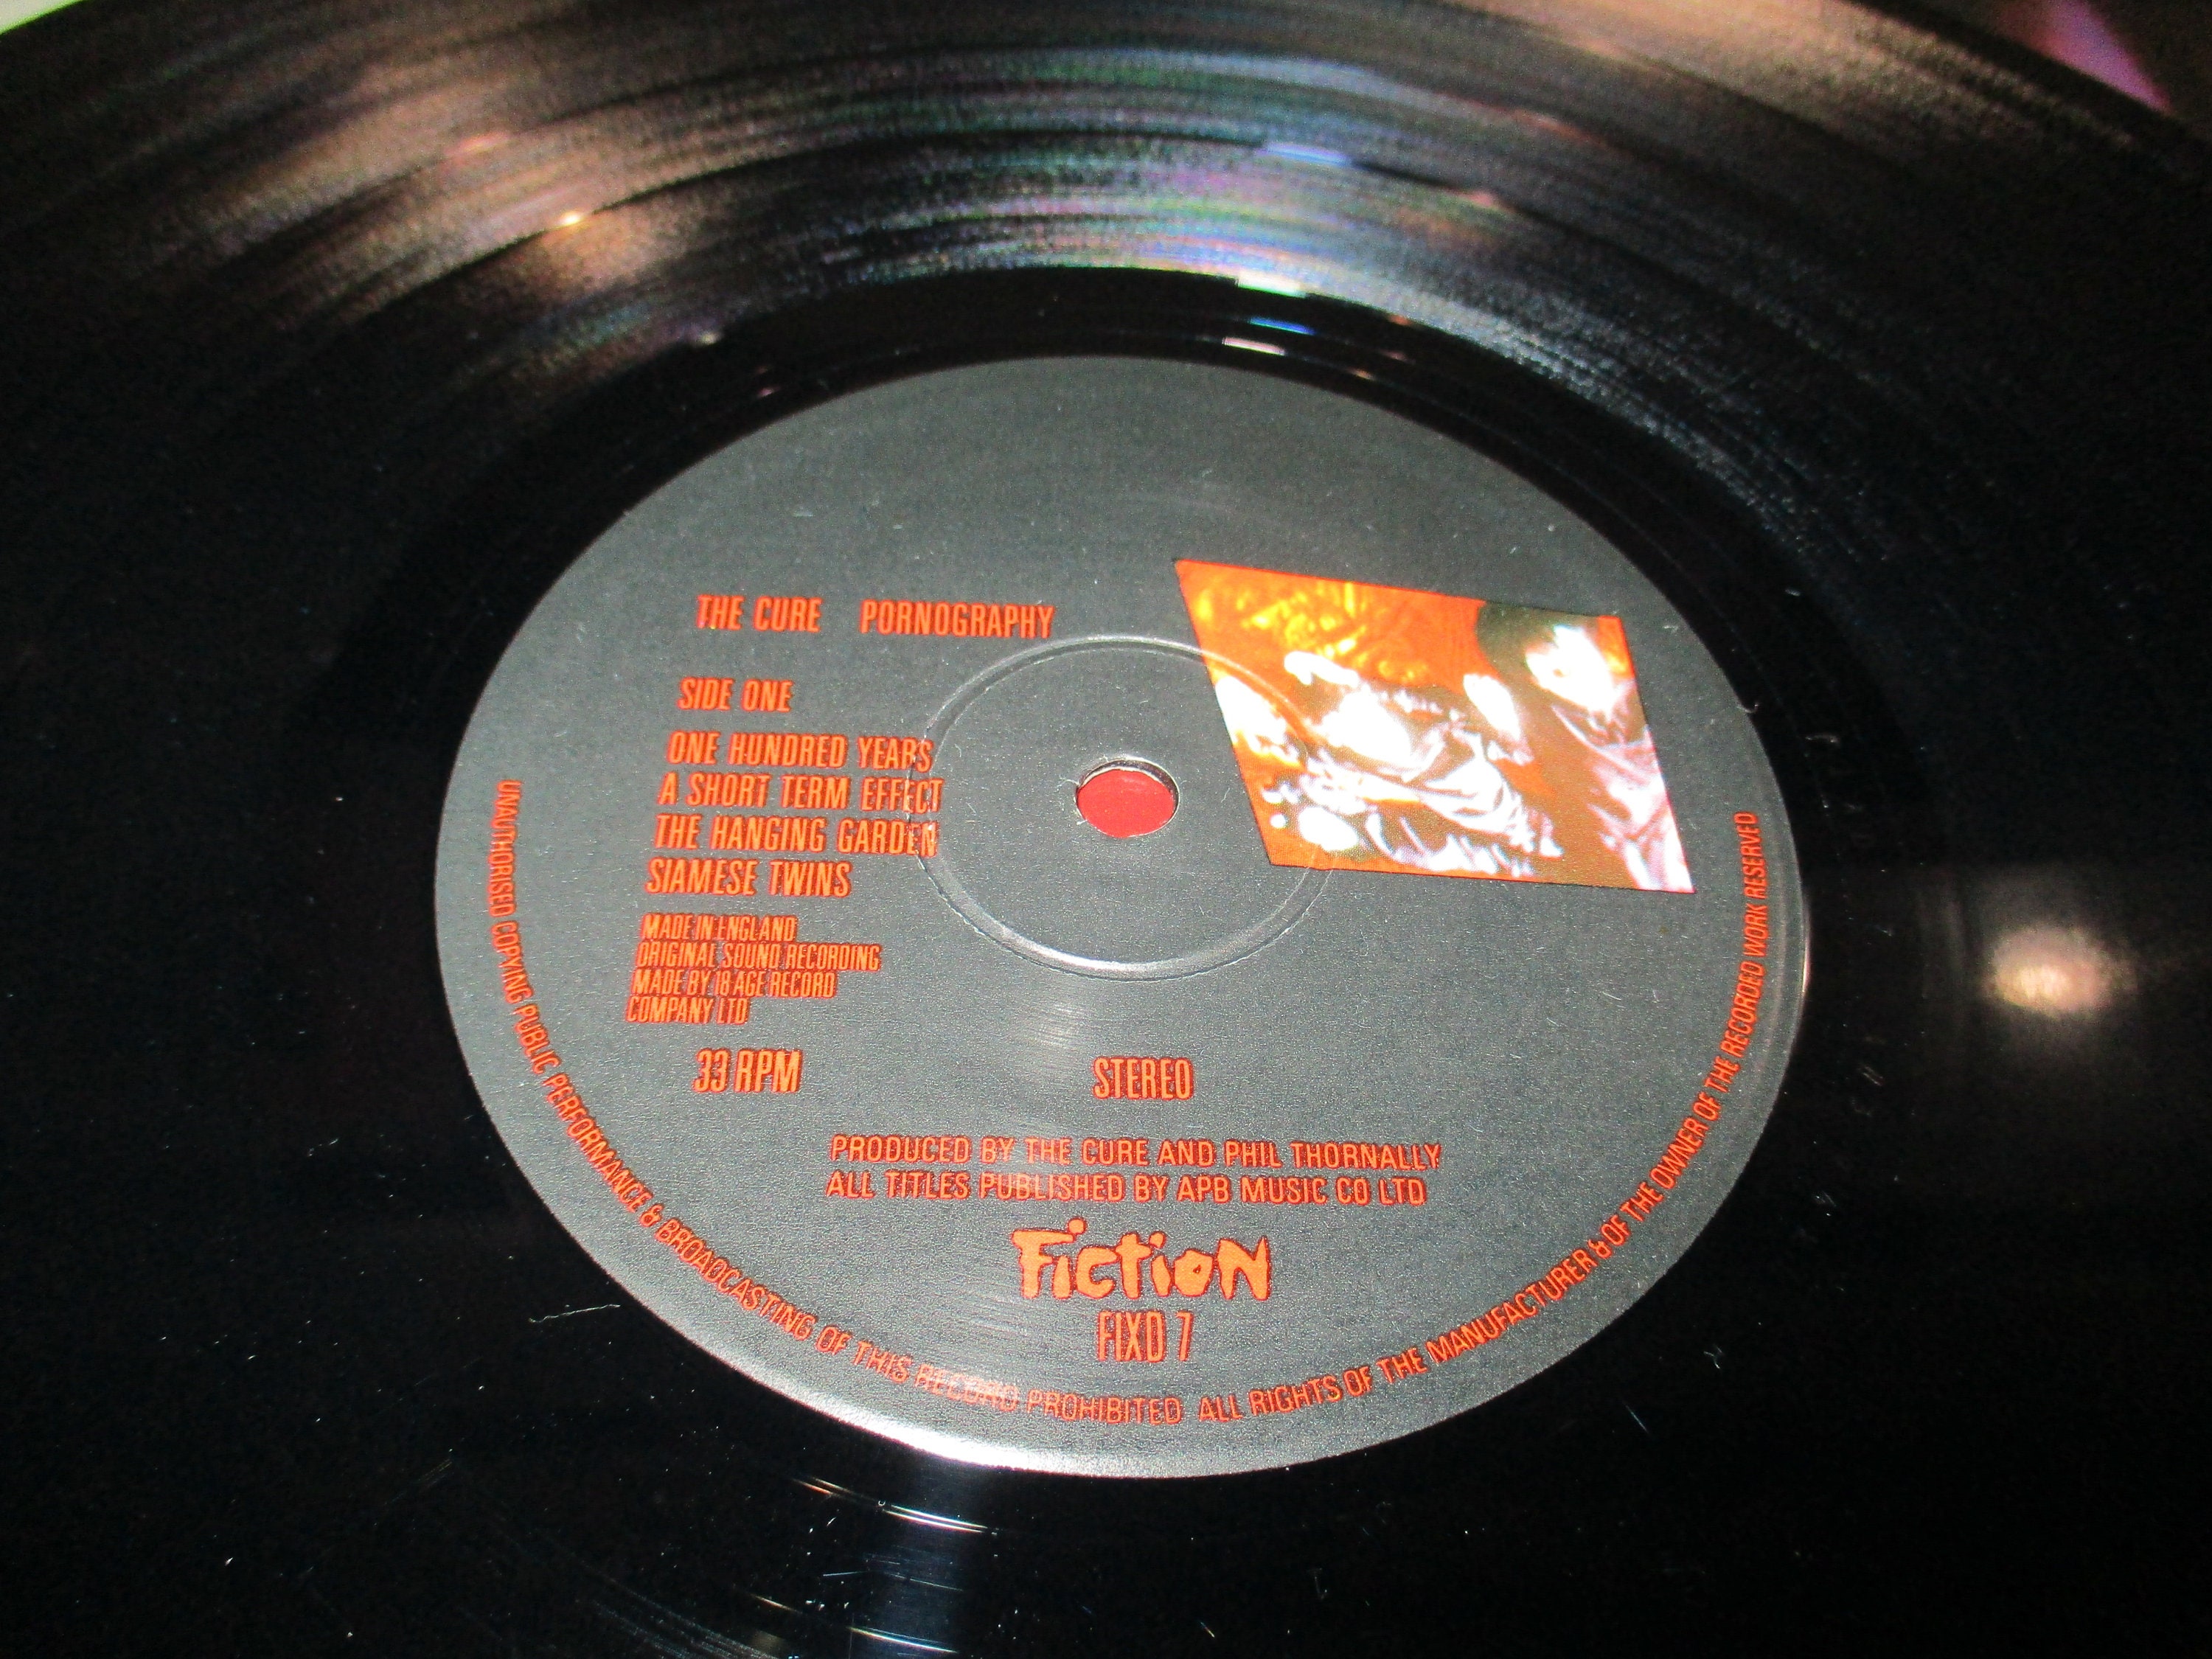 THE CURE PORNOGRAPHY
SIDE ONE
ONE HUNDRED YEARS
A SHORT TERM EFFECT
THE HANGING GARDEN
SIAMESE TWINS
MADE IN ENGLAND
ORIGINAL SOUND RECORDING
MADE BY 18 AGE RECORD
COMPANY LTD
33 RPM STEREO
PRODUCED BY THE CURE AND PHIL THORNALLY
ALL TITLES PUBLISHED BY APB MUSIC CO LTD
Fiction
FIXD 7
UNAUTHORISED COPYING PUBLIC PERFORMANCE & BROADCASTING OF THIS RECORD PROHIBITED ALL RIGHTS OF THE MANUFACTURER & OF THE OWNER OF THE RECORDED WORK RESERVED